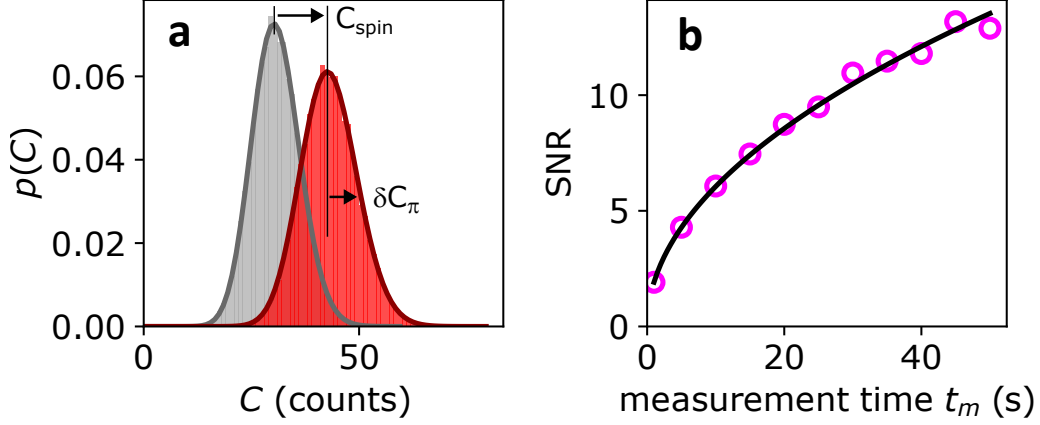 a
C_spin
δC_π
0.06
0.04
0.02
0.00
p(C)
0
50
C (counts)
b
10
5
0
SNR
0
20
40
measurement time t_m (s)